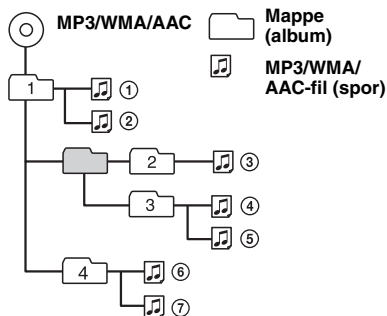 MP3/WMA/AAC
Mappe
(album)
MP3/WMA/
AAC-fil (spor)
1
①
②
2
③
3
④
⑤
4
⑥
⑦